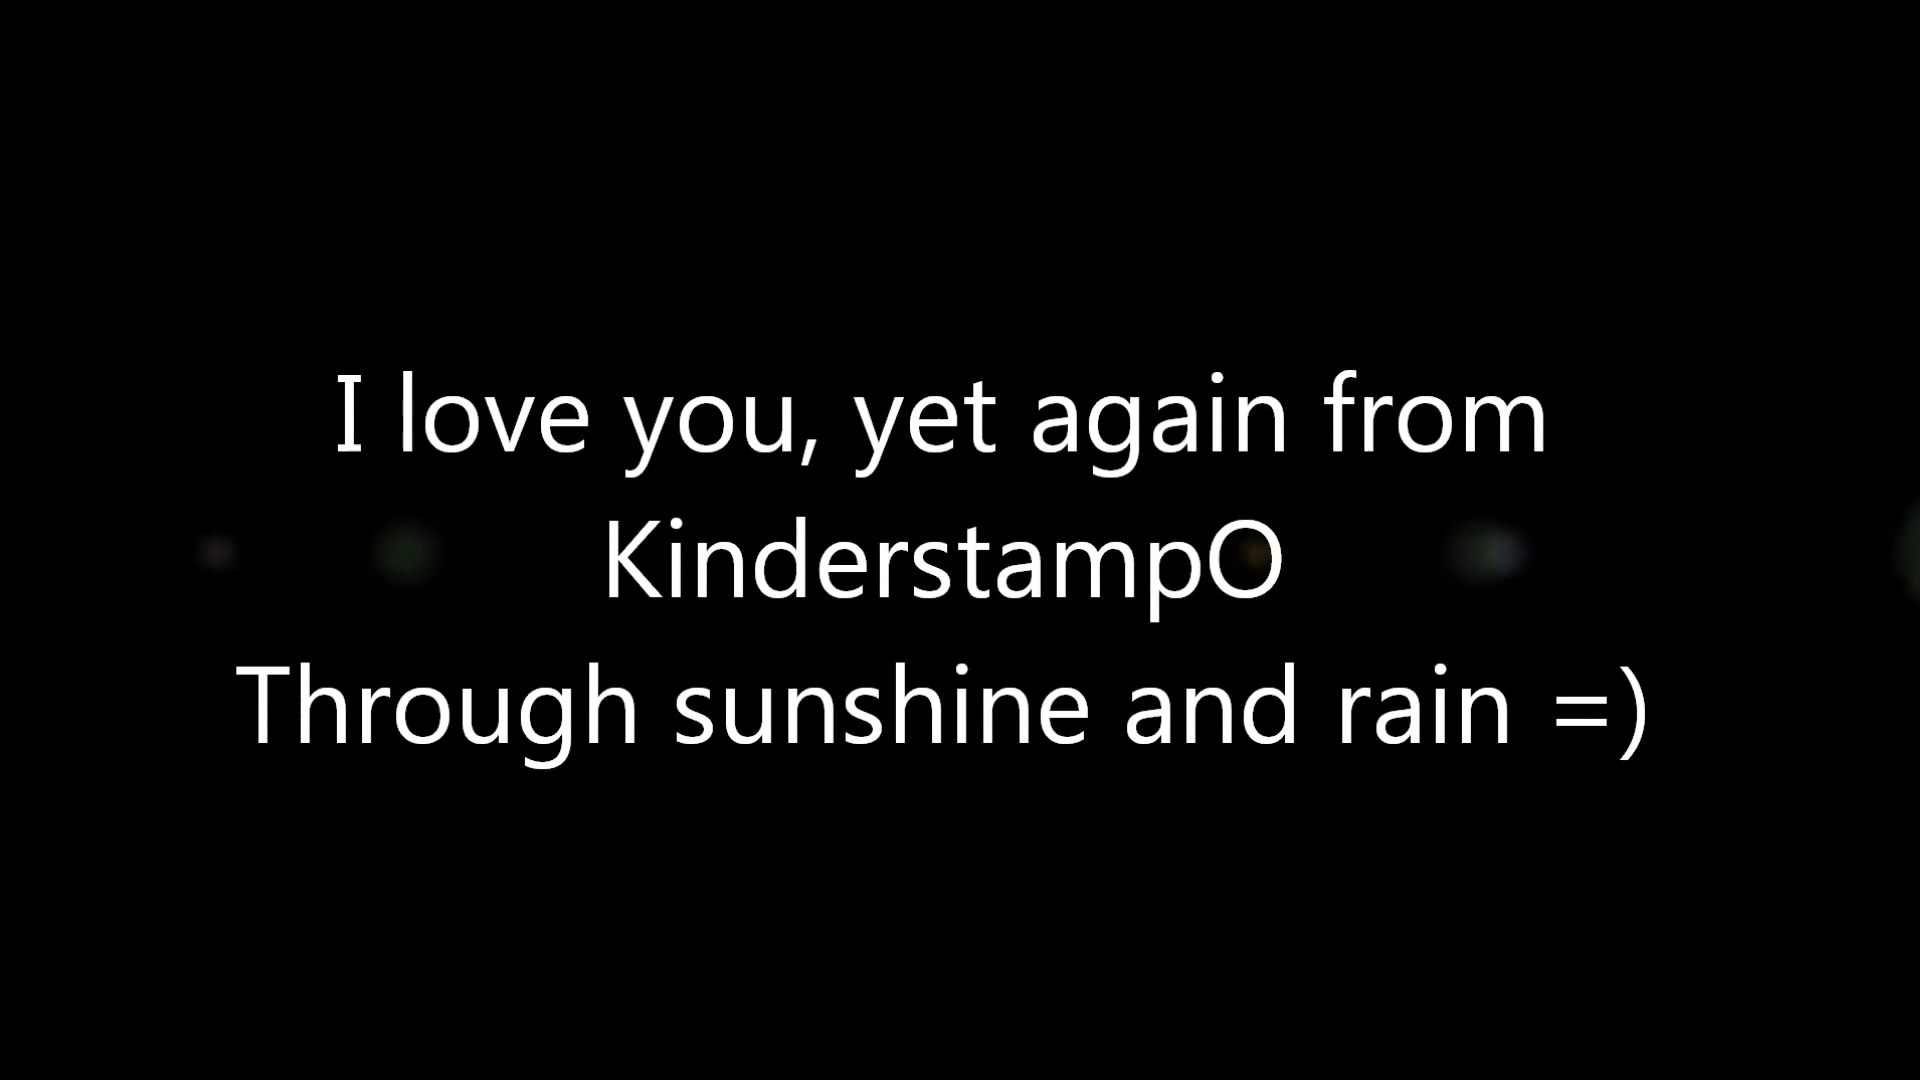 I love you, yet again from
KinderstampO
Through sunshine and rain =)